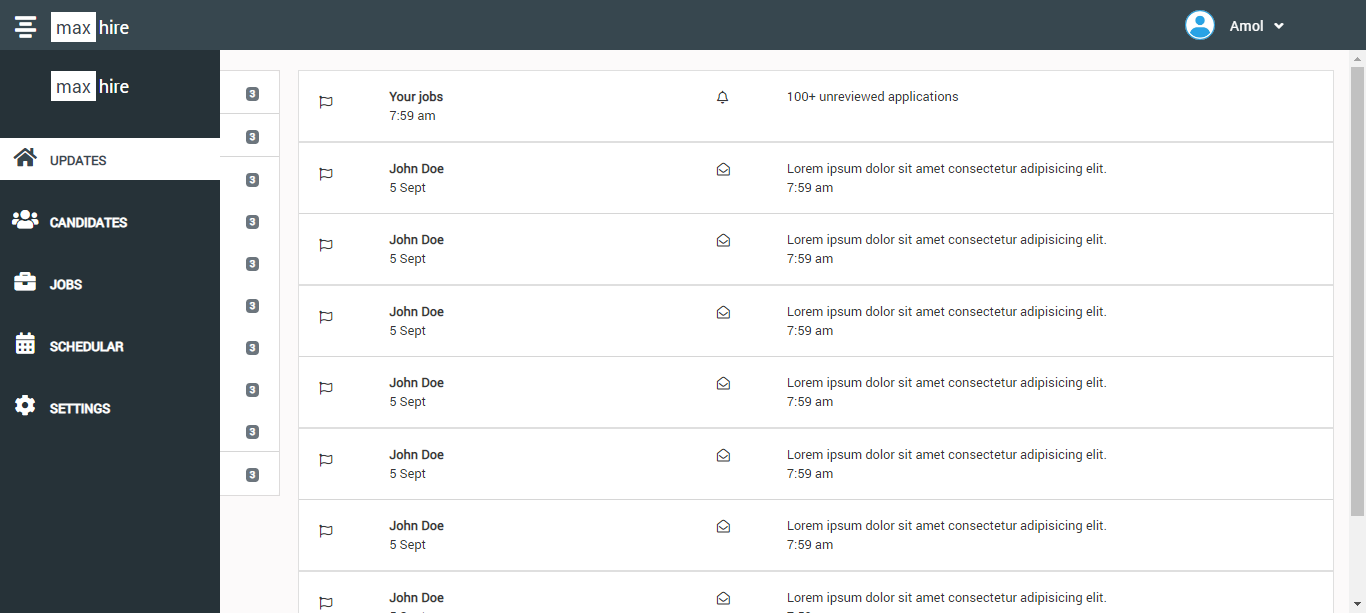 max hire
Amol
max hire
UPDATES
CANDIDATES
JOBS
SCHEDULAR
SETTINGS
3
3
3
3
3
3
3
3
3
3
Your jobs
7:59 am
100+ unreviewed applications
John Doe
5 Sept
Lorem ipsum dolor sit amet consectetur adipisicing elit.
7:59 am
John Doe
5 Sept
Lorem ipsum dolor sit amet consectetur adipisicing elit.
7:59 am
John Doe
5 Sept
Lorem ipsum dolor sit amet consectetur adipisicing elit.
7:59 am
John Doe
5 Sept
Lorem ipsum dolor sit amet consectetur adipisicing elit.
7:59 am
John Doe
5 Sept
Lorem ipsum dolor sit amet consectetur adipisicing elit.
7:59 am
John Doe
5 Sept
Lorem ipsum dolor sit amet consectetur adipisicing elit.
7:59 am
John Doe
Lorem ipsum dolor sit amet consectetur adipisicing elit.